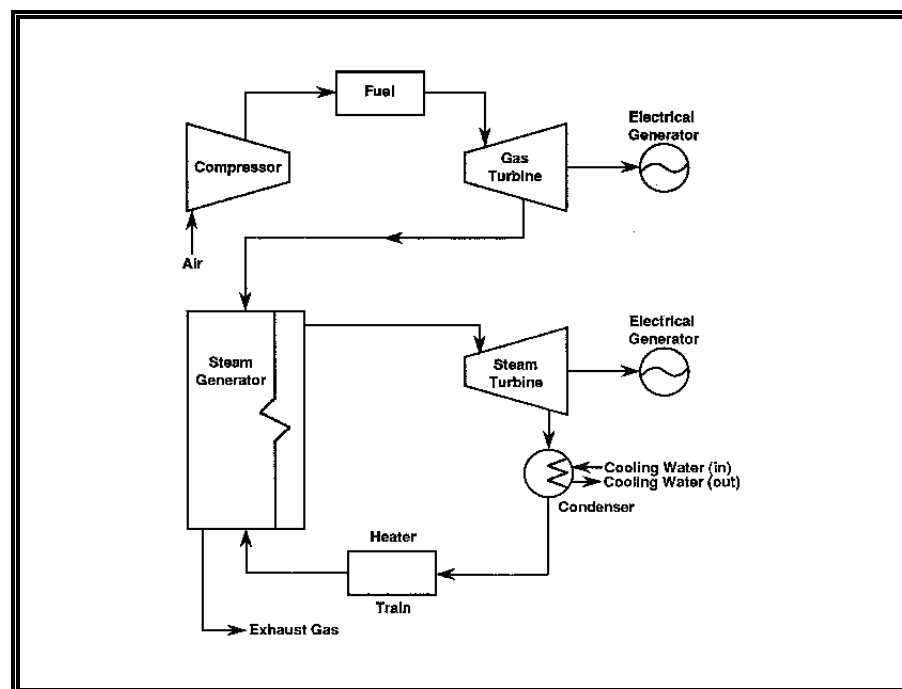 Fuel
Electrical
Generator
Compressor
Gas
Turbine
Air
Electrical
Generator
Steam
Generator
Steam
Turbine
Cooling Water (in)
Cooling Water (out)
Condenser
Heater
Train
Exhaust Gas